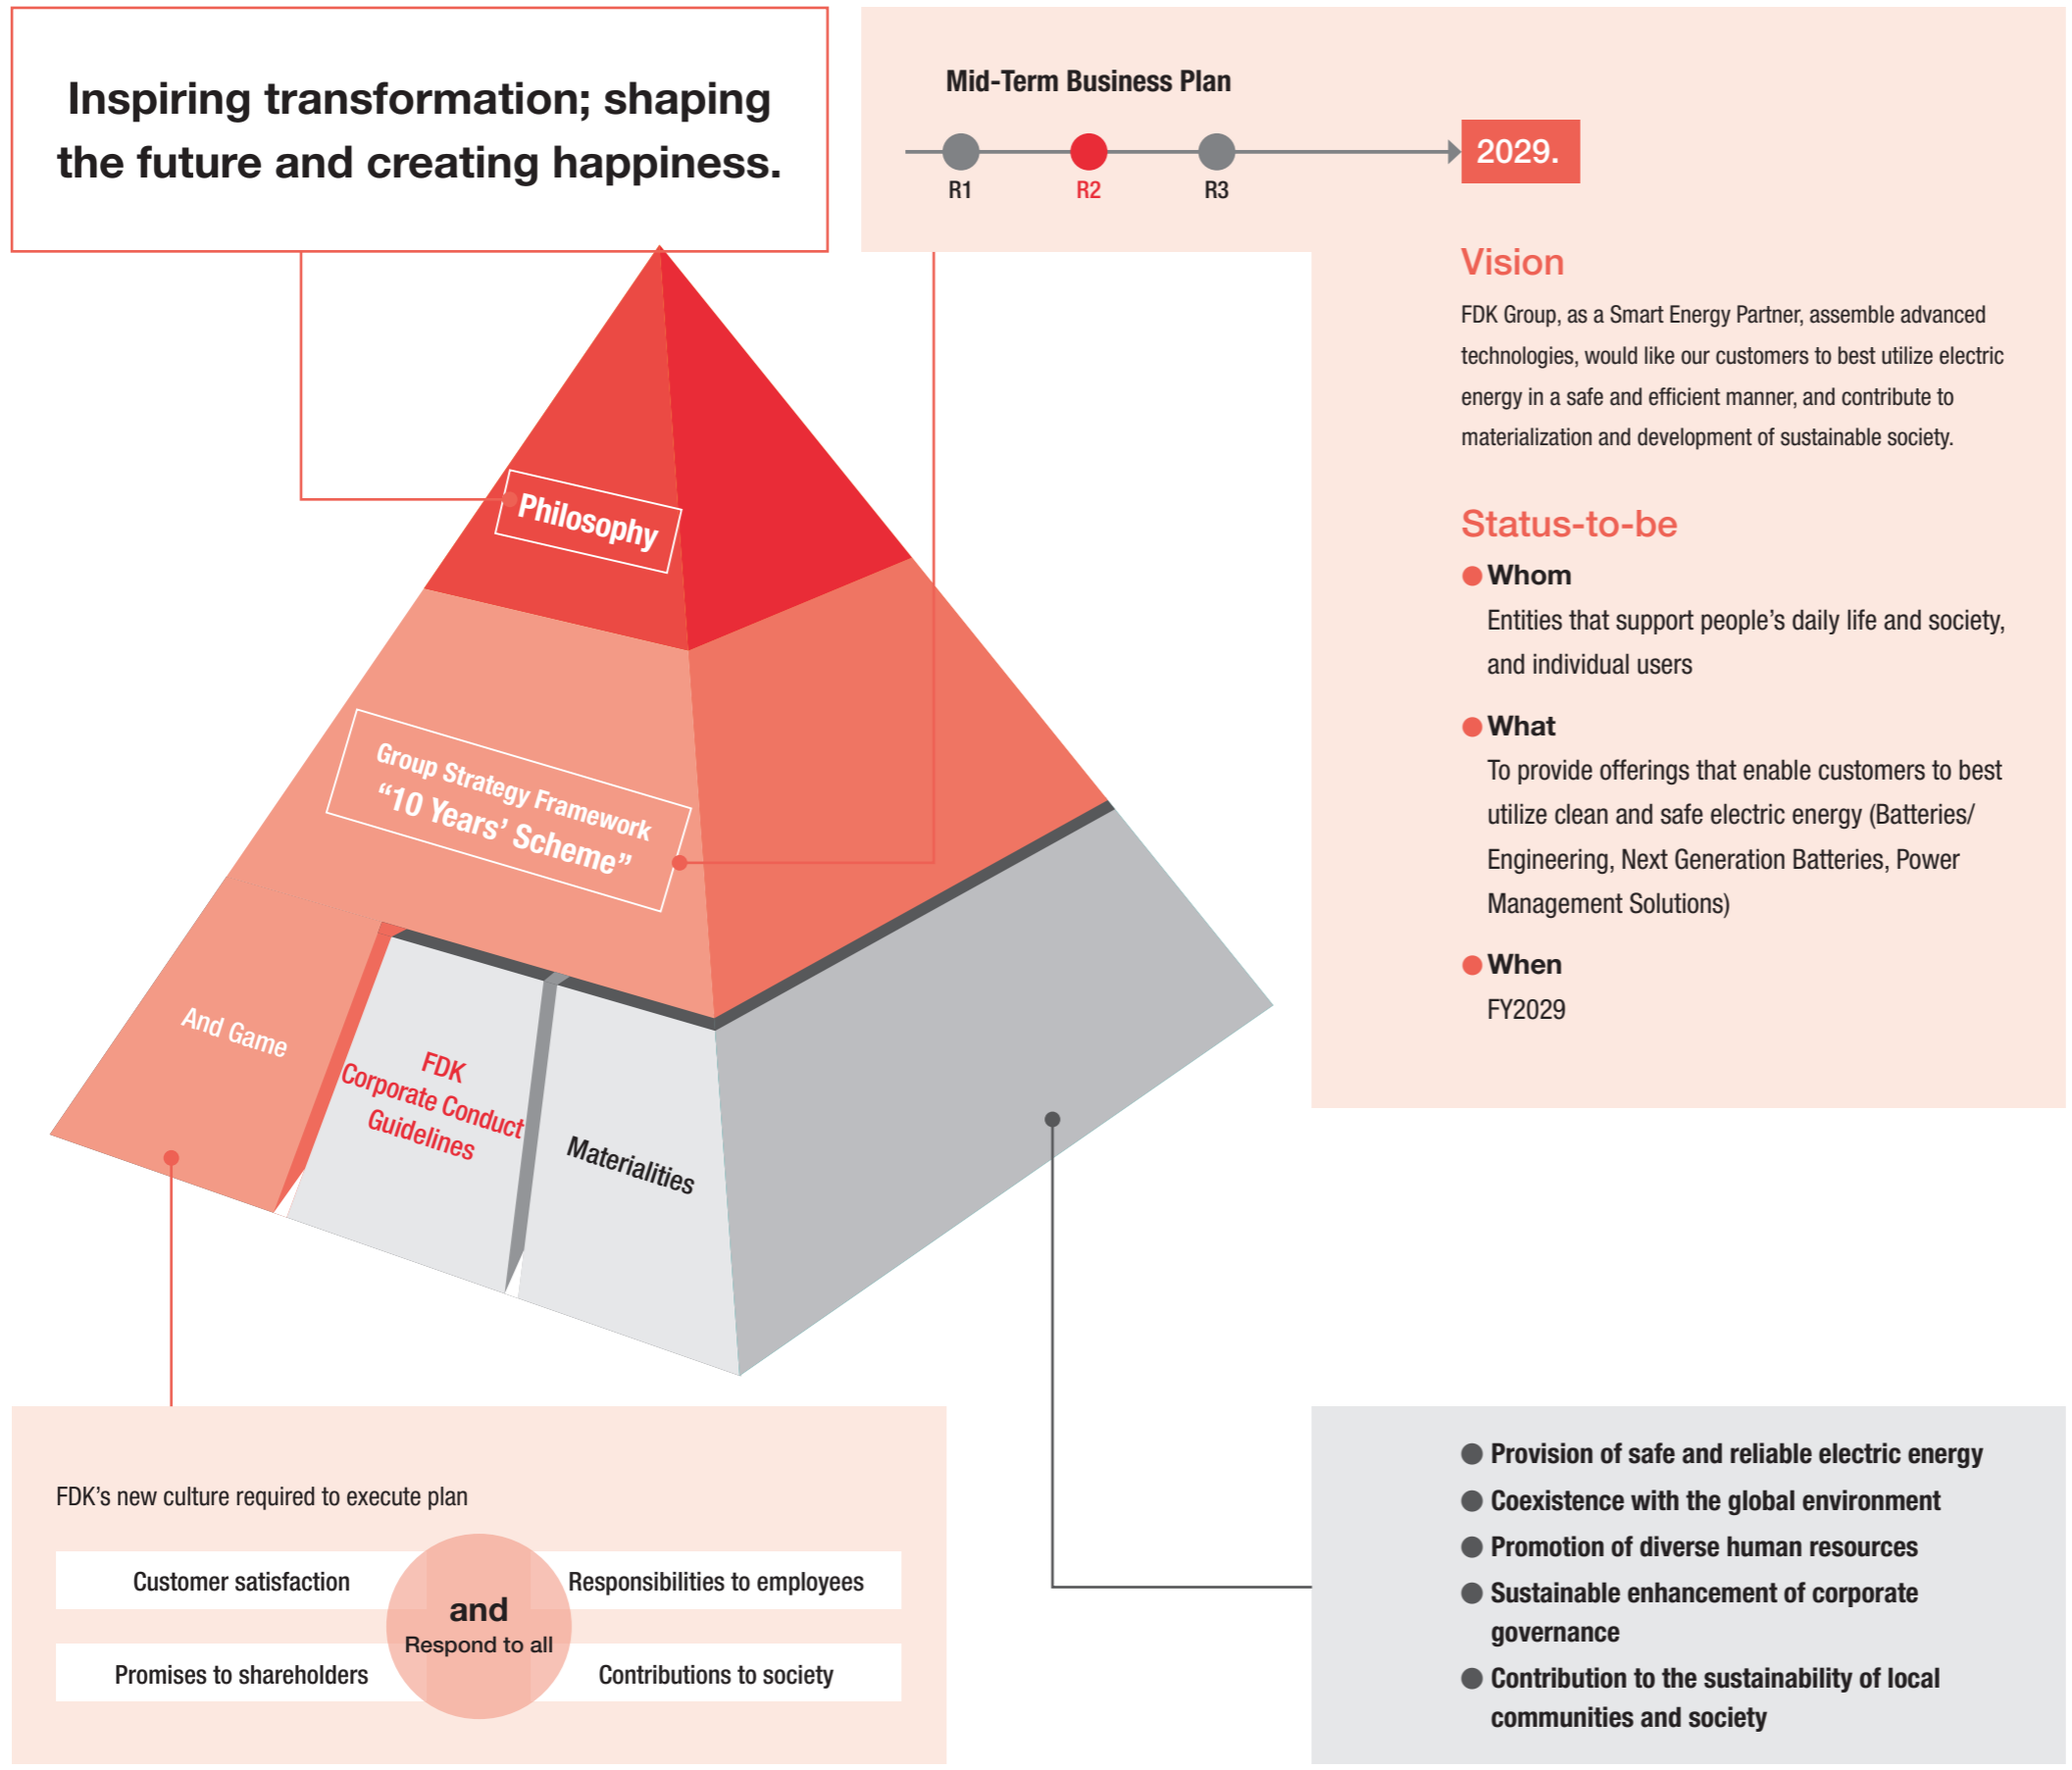 Inspiring transformation; shaping
the future and creating happiness.
Mid-Term Business Plan
2029.
R1
R2
R3
Vision
FDK Group, as a Smart Energy Partner, assemble advanced
technologies, would like our customers to best utilize electric
energy in a safe and efficient manner, and contribute to
materialization and development of sustainable society.
Status-to-be
Whom
Entities that support people’s daily life and society,
and individual users
What
To provide offerings that enable customers to best
utilize clean and safe electric energy (Batteries/
Engineering, Next Generation Batteries, Power
Management Solutions)
When
FY2029
Philosophy
Group Strategy Framework
“10 Years’ Scheme”
And Game
FDK
Corporate Conduct
Guidelines
Materialities
FDK’s new culture required to execute plan
Customer satisfaction
Responsibilities to employees
and
Respond to all
Promises to shareholders
Contributions to society
Provision of safe and reliable electric energy
Coexistence with the global environment
Promotion of diverse human resources
Sustainable enhancement of corporate
governance
Contribution to the sustainability of local
communities and society